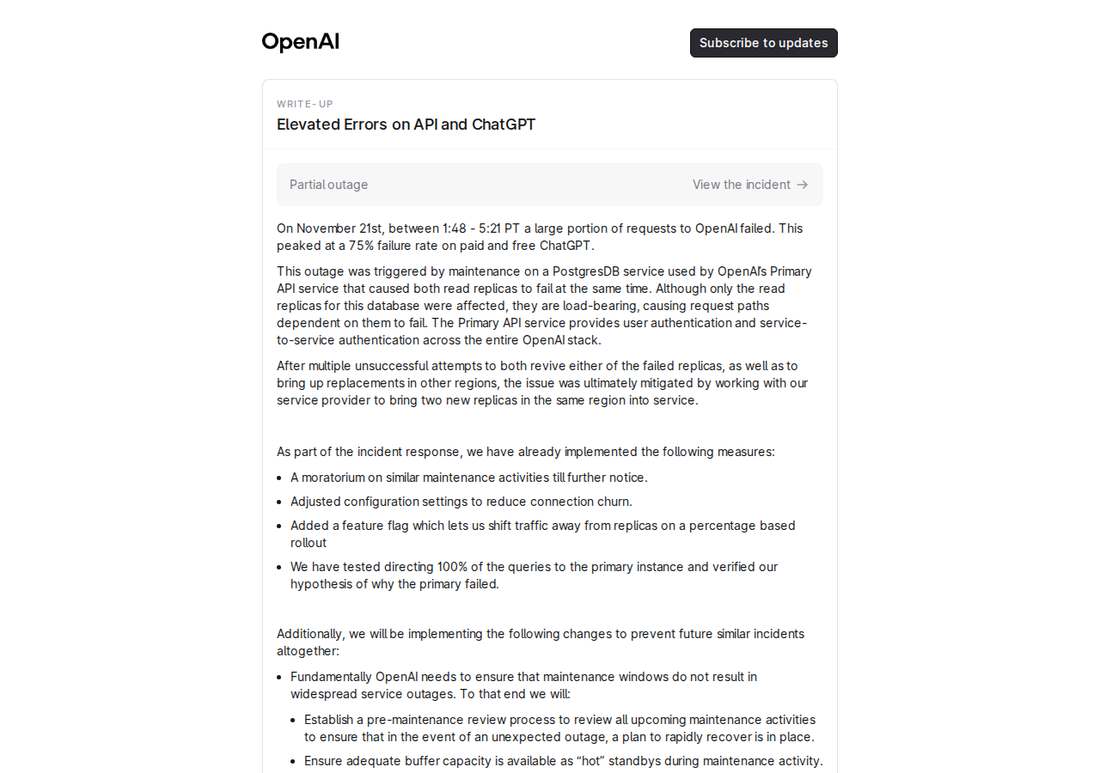 OpenAI
Subscribe to updates
WRITE-UP
Elevated Errors on API and ChatGPT
Partial outage
View the incident →
On November 21st, between 1:48 - 5:21 PT a large portion of requests to OpenAI failed. This
peaked at a 75% failure rate on paid and free ChatGPT.
This outage was triggered by maintenance on a PostgresDB service used by OpenAI's Primary
API service that caused both read replicas to fail at the same time. Although only the read
replicas for this database were affected, they are load-bearing, causing request paths
dependent on them to fail. The Primary API service provides user authentication and service-
to-service authentication across the entire OpenAI stack.
After multiple unsuccessful attempts to both revive either of the failed replicas, as well as to
bring up replacements in other regions, the issue was ultimately mitigated by working with our
service provider to bring two new replicas in the same region into service.
As part of the incident response, we have already implemented the following measures:
• A moratorium on similar maintenance activities till further notice.
• Adjusted configuration settings to reduce connection churn.
• Added a feature flag which lets us shift traffic away from replicas on a percentage based
rollout
• We have tested directing 100% of the queries to the primary instance and verified our
hypothesis of why the primary failed.
Additionally, we will be implementing the following changes to prevent future similar incidents
altogether:
• Fundamentally OpenAI needs to ensure that maintenance windows do not result in
widespread service outages. To that end we will:
• Establish a pre-maintenance review process to review all upcoming maintenance activities
to ensure that in the event of an unexpected outage, a plan to rapidly recover is in place.
• Ensure adequate buffer capacity is available as “hot” standbys during maintenance activity.